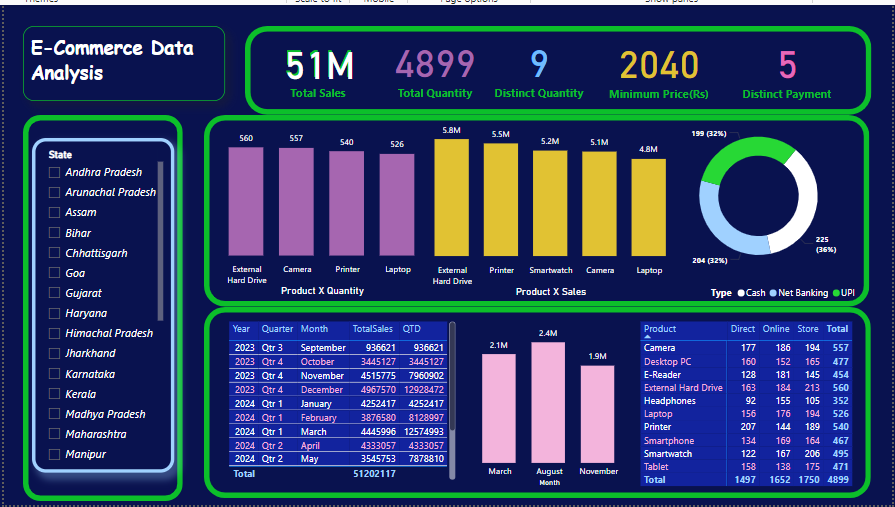 E-Commerce Data
Analysis
51M
Total Sales
4899
Total Quantity
9
Distinct Quantity
2040
Minimum Price(Rs)
5
Distinct Payment
State
Andhra Pradesh
Arunachal Pradesh
Assam
Bihar
Chhattisgarh
Goa
Gujarat
Haryana
Himachal Pradesh
Jharkhand
Karnataka
Kerala
Madhya Pradesh
Maharashtra
Manipur
560 557 540 526
External
Hard Drive
Camera Printer Laptop
Product X Quantity
5.8M 5.5M 5.2M 5.1M 4.8M
External
Hard Drive
Printer Smartwatch Camera Laptop
Product X Sales
199 (32%)
225
(36%)
204 (32%)
Type Cash Net Banking UPI
Year Quarter Month TotalSales QTD
2023 Qtr 3 September 936621 936621
2023 Qtr 4 October 3445127 3445127
2023 Qtr 4 November 4515775 7960902
2023 Qtr 4 December 4967570 12928472
2024 Qtr 1 January 4252417 4252417
2024 Qtr 1 February 3876580 8128997
2024 Qtr 1 March 4445996 12574993
2024 Qtr 2 April 4333057 4333057
2024 Qtr 2 May 3545753 7878810
Total 51202117
2.1M 2.4M 1.9M
March August November
Month
Product Direct Online Store Total
Camera 177 186 194 557
Desktop PC 160 152 165 477
E-Reader 128 181 145 454
External Hard Drive 163 184 213 560
Headphones 92 155 105 352
Laptop 156 176 194 526
Printer 207 144 189 540
Smartphone 134 169 164 467
Smartwatch 122 167 206 495
Tablet 158 138 175 471
Total 1497 1652 1750 4899